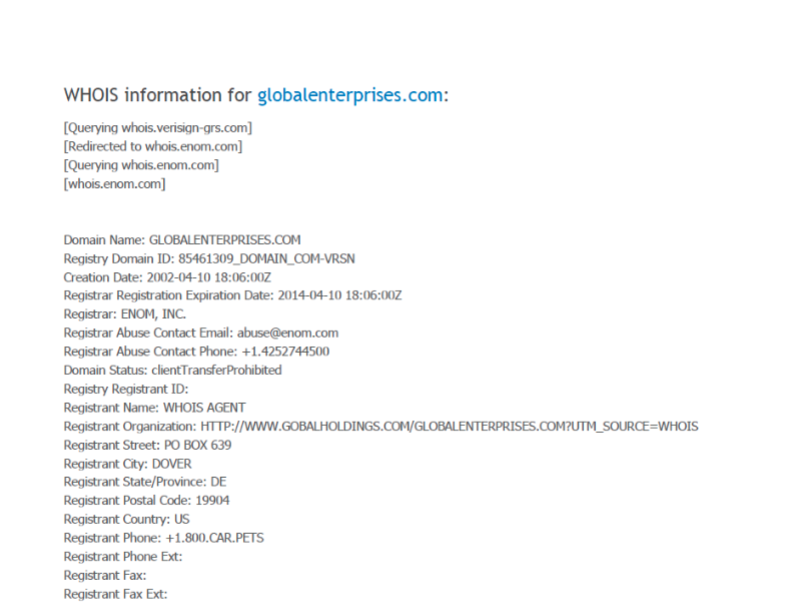 WHOIS information for globalenterprises.com:
[Querying whois.verisign-grs.com]
[Redirected to whois.enom.com]
[Querying whois.enom.com]
[whois.enom.com]
Domain Name: GLOBALENTERPRISES.COM
Registry Domain ID: 85461309_DOMAIN_COM-VRSN
Creation Date: 2002-04-10 18:06:00Z
Registrar Registration Expiration Date: 2014-04-10 18:06:00Z
Registrar: ENOM, INC.
Registrar Abuse Contact Email: abuse@enom.com
Registrar Abuse Contact Phone: +1.4252744500
Domain Status: clientTransferProhibited
Registry Registrant ID:
Registrant Name: WHOIS AGENT
Registrant Organization: HTTP://WWW.GOBALHOLDINGS.COM/GLOBALENTERPRISES.COM?UTM_SOURCE=WHOIS
Registrant Street: PO BOX 639
Registrant City: DOVER
Registrant State/Province: DE
Registrant Postal Code: 19904
Registrant Country: US
Registrant Phone: +1.800.CAR.PETS
Registrant Phone Ext:
Registrant Fax:
Registrant Fax Ext: